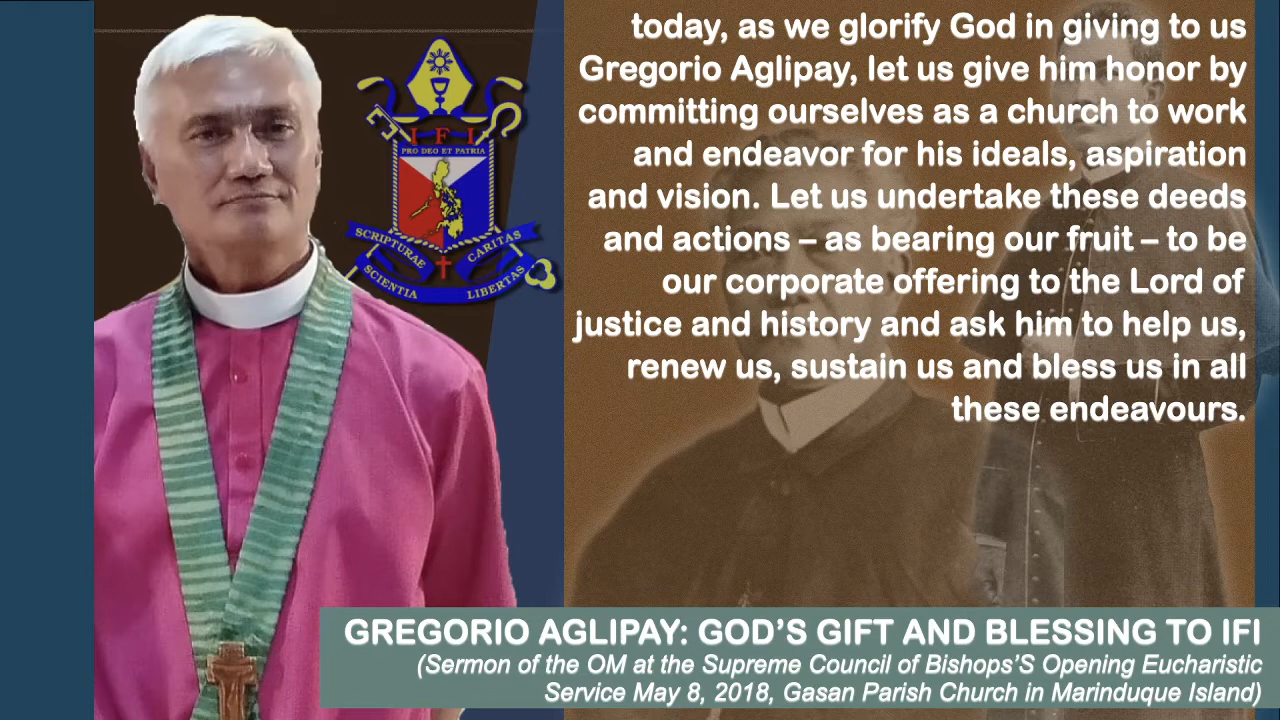 today, as we glorify God in giving to us
Gregorio Aglipay, let us give him honor by
committing ourselves as a church to work
and endeavor for his ideals, aspiration
and vision. Let us undertake these deeds
and actions – as bearing our fruit – to be
our corporate offering to the Lord of
justice and history and ask him to help us,
renew us, sustain us and bless us in all
these endeavours.
I F I
PRO DEO ET PATRIA
SCRIPTURAE
CARITAS
SCIENTIA
LIBERTAS
GREGORIO AGLIPAY: GOD’S GIFT AND BLESSING TO IFI
(Sermon of the OM at the Supreme Council of Bishops’S Opening Eucharistic
Service May 8, 2018, Gasan Parish Church in Marinduque Island)